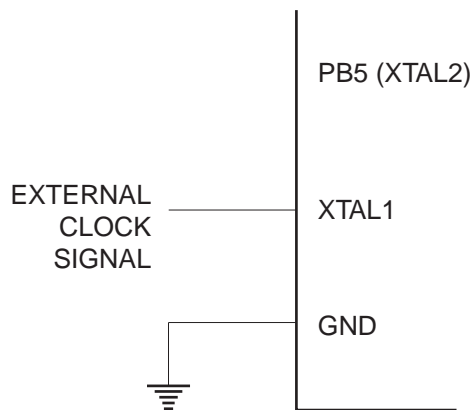 PB5 (XTAL2)
EXTERNAL
CLOCK
SIGNAL
XTAL1
GND